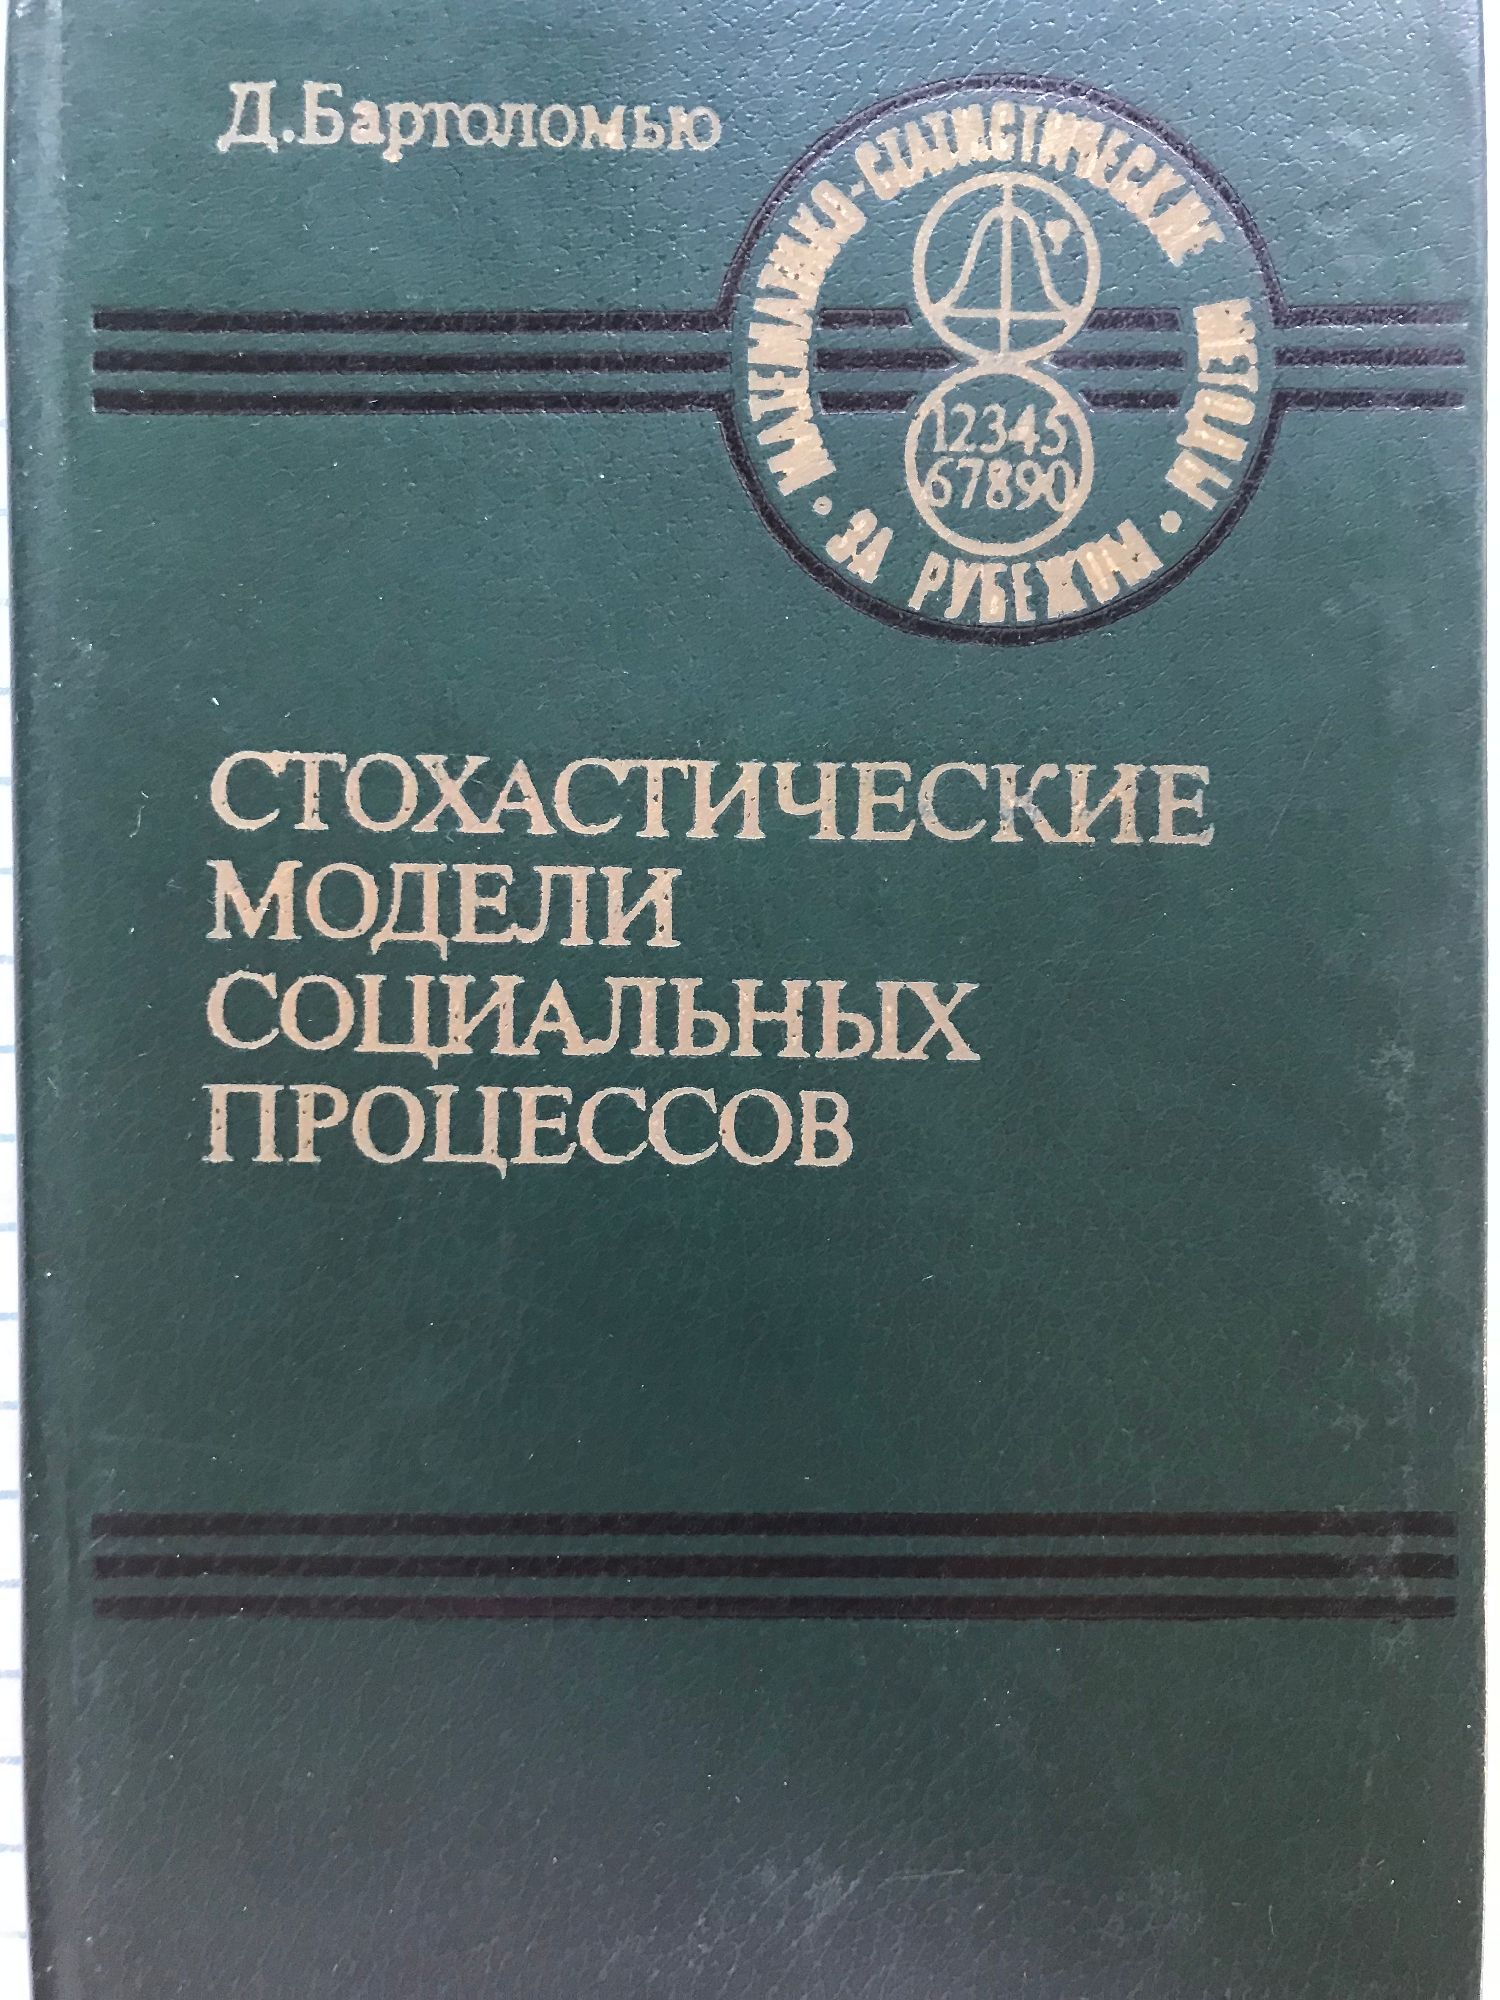 Д.Бартоломью
МАТЕМАТИКО-СТАТИСТИЧЕСКИЕ МЕТОДЫ
• ЗА РУБЕЖОМ •
12345
67890
СТОХАСТИЧЕСКИЕ
МОДЕЛИ
СОЦИАЛЬНЫХ
ПРОЦЕССОВ